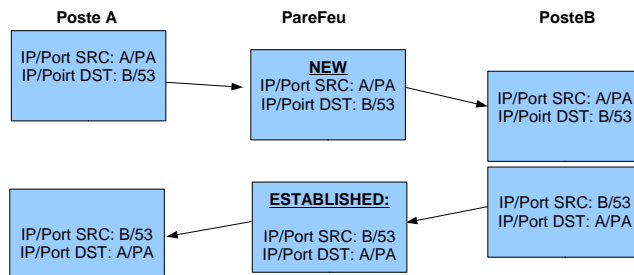 Poste A
PareFeu
PosteB
IP/Port SRC: A/PA
IP/Poirt DST: B/53
NEW
IP/Port SRC: A/PA
IP/Poirt DST: B/53
IP/Port SRC: A/PA
IP/Poirt DST: B/53
IP/Port SRC: B/53
IP/Port DST: A/PA
ESTABLISHED:
IP/Port SRC: B/53
IP/Port DST: A/PA
IP/Port SRC: B/53
IP/Port DST: A/PA